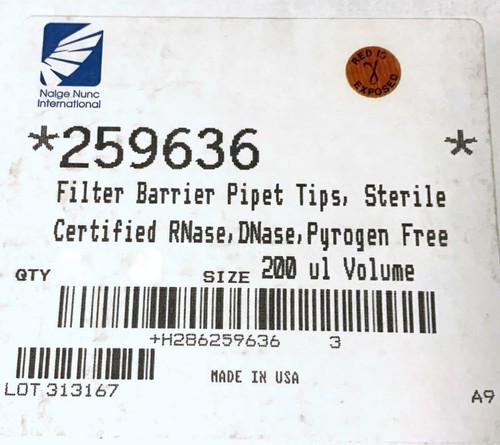 Nalge Nunc
International
RED IS
γ
EXPOSED
*259636 *
Filter Barrier Pipet Tips, Sterile
Certified RNase,DNase,Pyrogen Free
QTY SIZE 200 ul Volume
+H286259636 3
LOT 313167 MADE IN USA A9